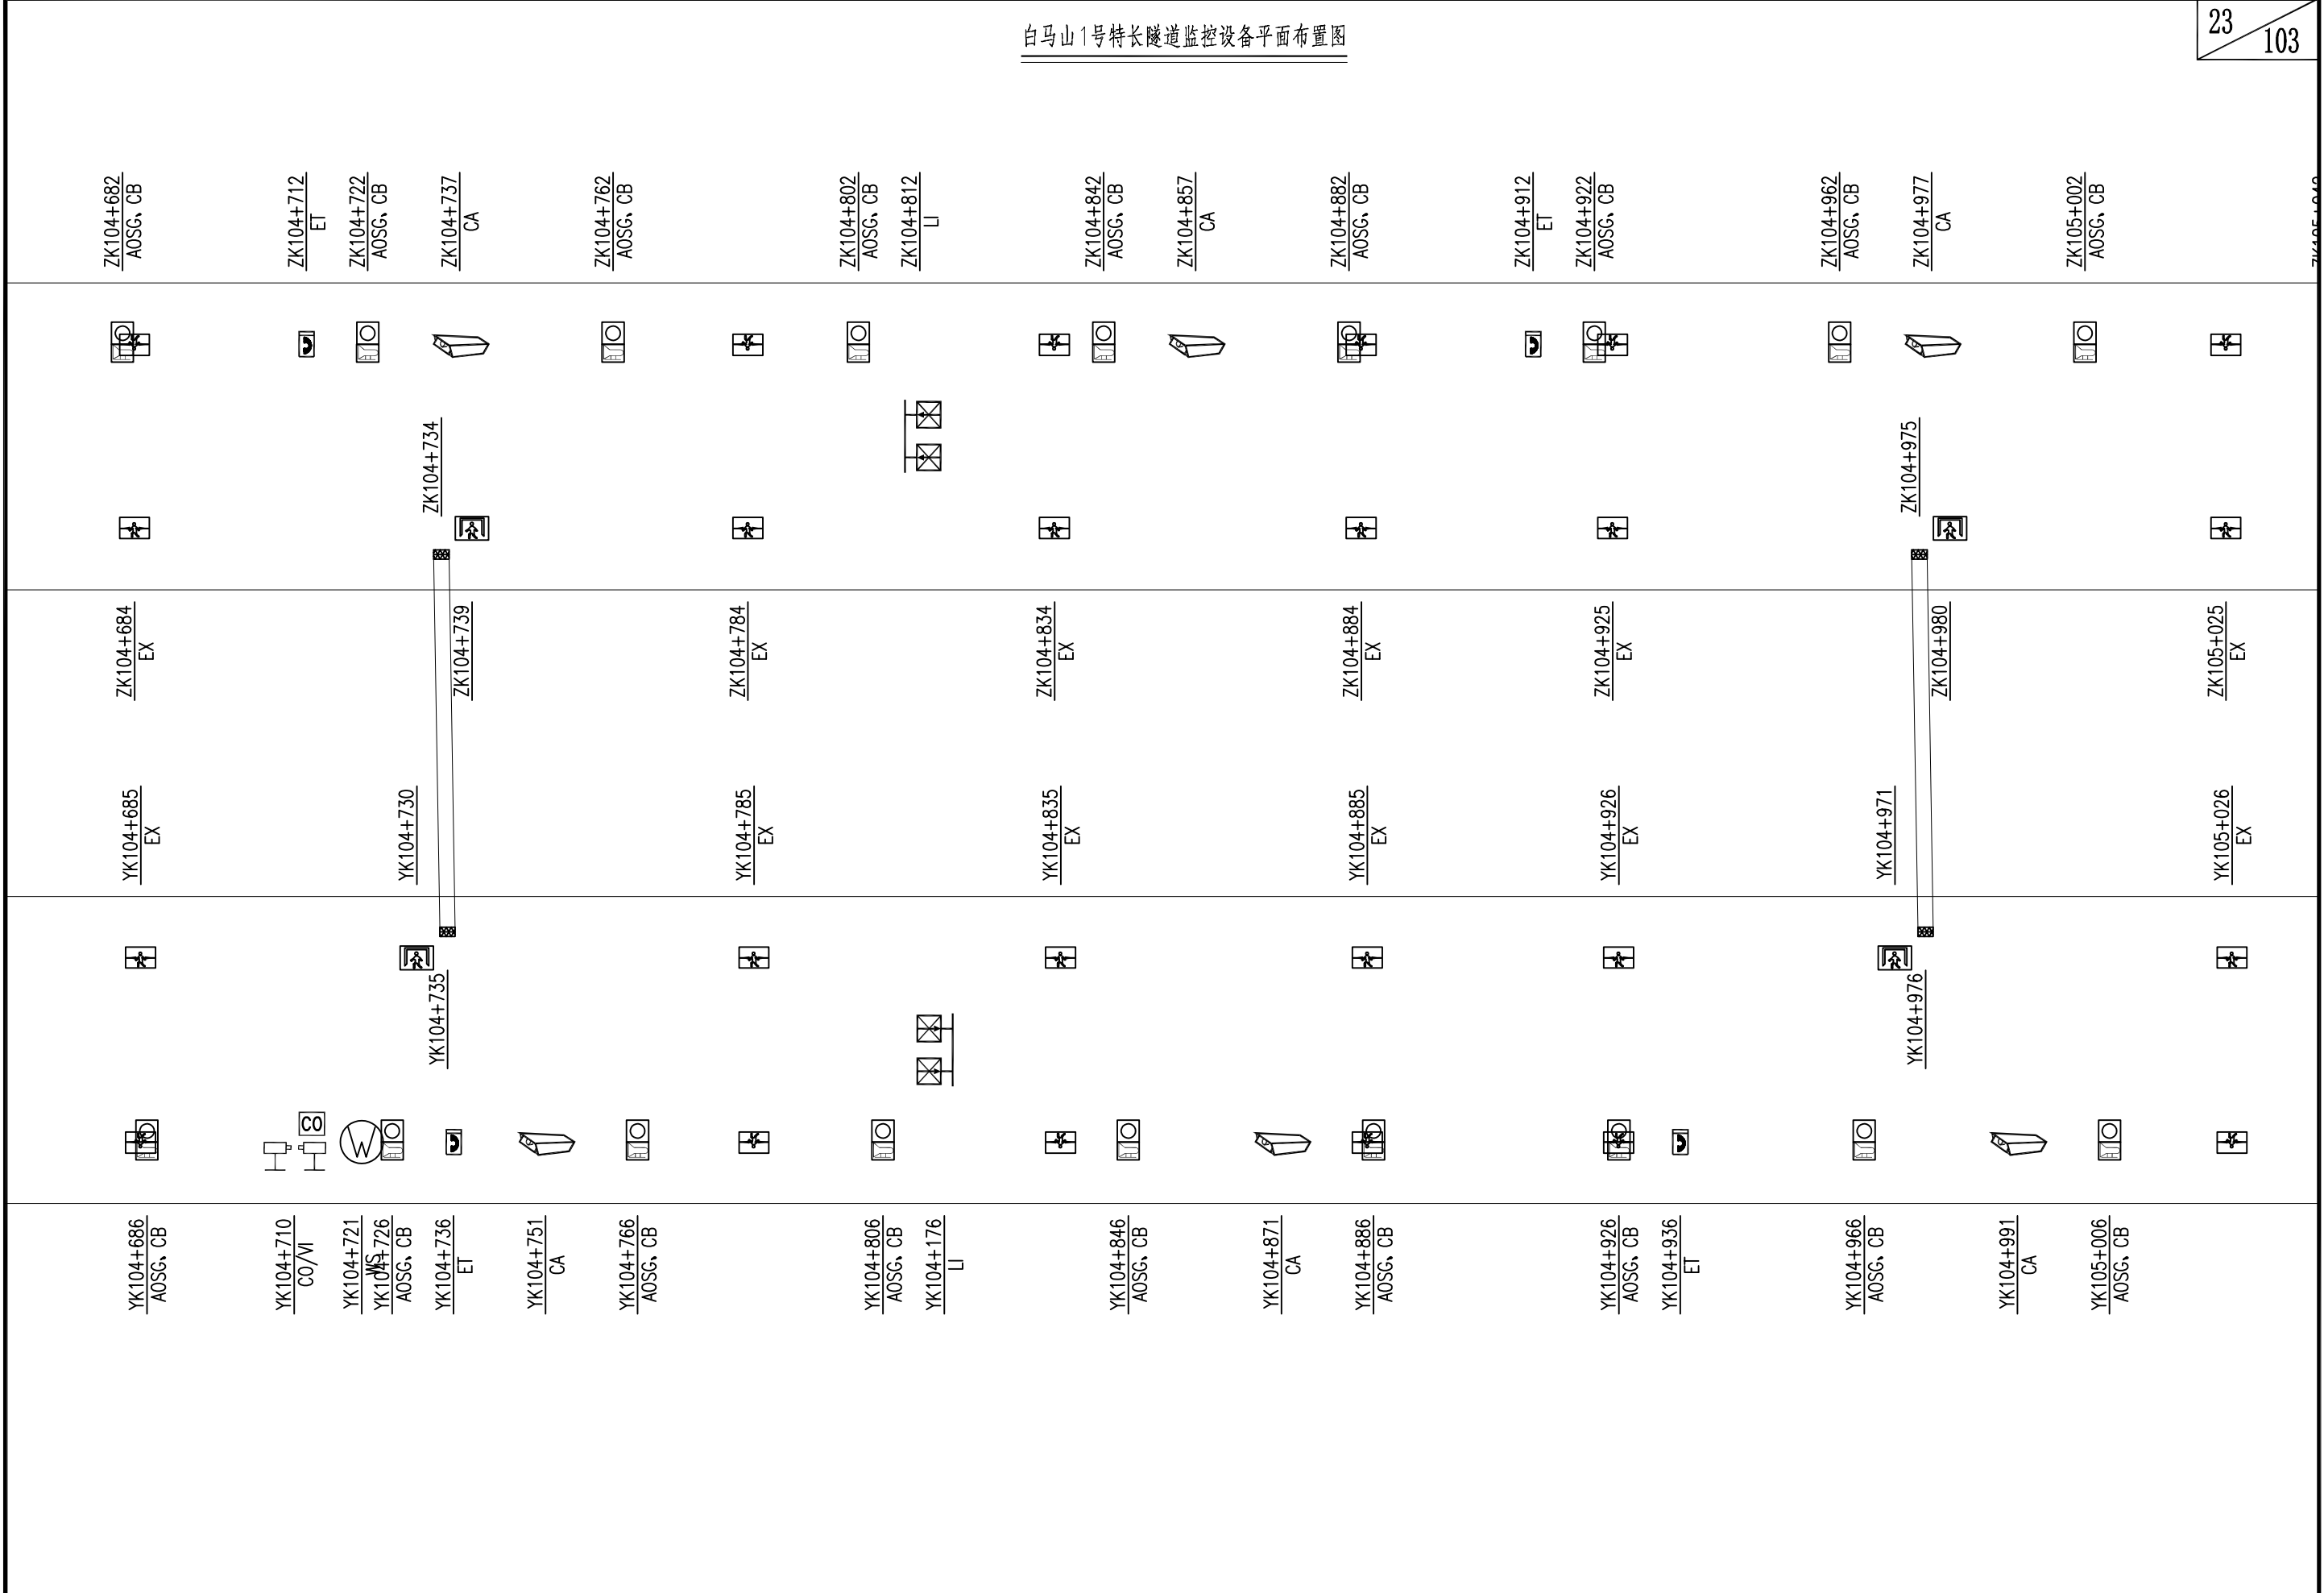 白马山1号特长隧道监控设备平面布置图
23
103
ZK104+682
AOSG、CB
ZK104+712
ET
ZK104+722
AOSG、CB
ZK104+737
CA
ZK104+762
AOSG、CB
ZK104+802
AOSG、CB
ZK104+812
LI
ZK104+842
AOSG、CB
ZK104+857
CA
ZK104+882
AOSG、CB
ZK104+912
ET
ZK104+922
AOSG、CB
ZK104+962
AOSG、CB
ZK104+977
CA
ZK105+002
AOSG、CB
ZK104+734
ZK104+975
ZK104+684
EX
ZK104+739
ZK104+784
EX
ZK104+834
EX
ZK104+884
EX
ZK104+925
EX
ZK104+980
ZK105+025
EX
YK104+685
EX
YK104+730
YK104+785
EX
YK104+835
EX
YK104+885
EX
YK104+926
EX
YK104+971
YK105+026
EX
YK104+735
YK104+976
CO
W
YK104+686
AOSG、CB
YK104+710
CO/VI
YK104+721
WS
YK104+726
AOSG、CB
YK104+736
ET
YK104+751
CA
YK104+766
AOSG、CB
YK104+806
AOSG、CB
YK104+176
LI
YK104+846
AOSG、CB
YK104+871
CA
YK104+886
AOSG、CB
YK104+926
AOSG、CB
YK104+936
ET
YK104+966
AOSG、CB
YK104+991
CA
YK105+006
AOSG、CB